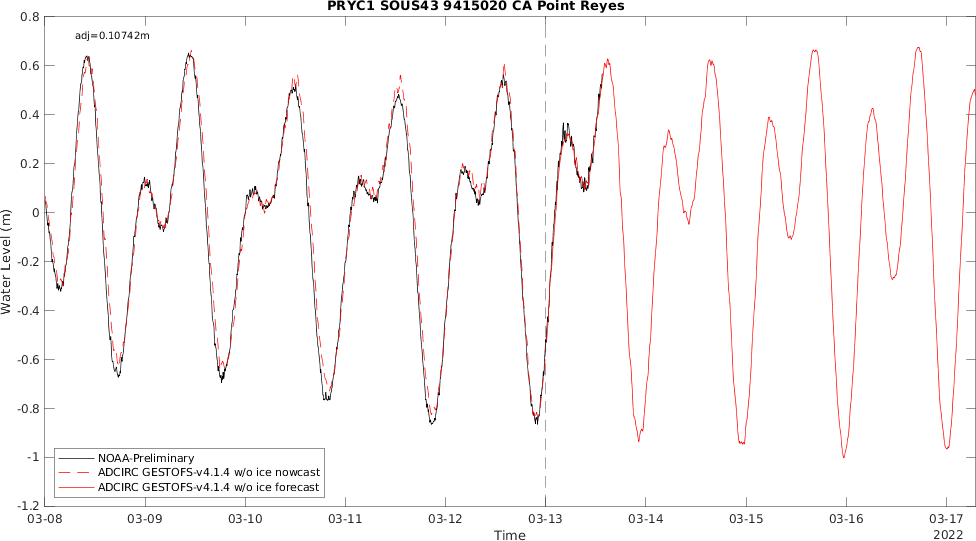 PRYC1 SOUS43 9415020 CA Point Reyes
adj=0.10742m
Water Level (m)
0.8
0.6
0.4
0.2
0
-0.2
-0.4
-0.6
-0.8
-1
-1.2
NOAA-Preliminary
ADCIRC GESTOFS-v4.1.4 w/o ice nowcast
ADCIRC GESTOFS-v4.1.4 w/o ice forecast
03-08 03-09 03-10 03-11 03-12 03-13 03-14 03-15 03-16 03-17
Time
2022